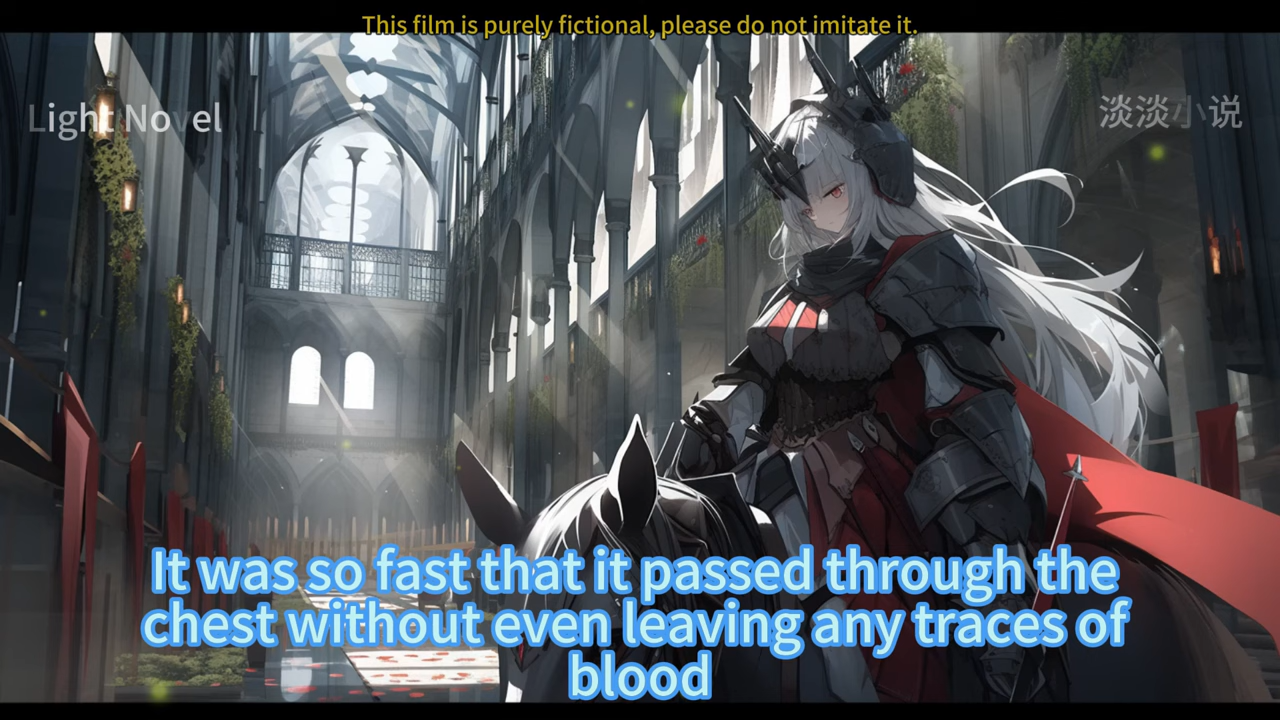 This film is purely fictional, please do not imitate it.
Light Novel
淡淡小说
It was so fast that it passed through the
chest without even leaving any traces of
blood